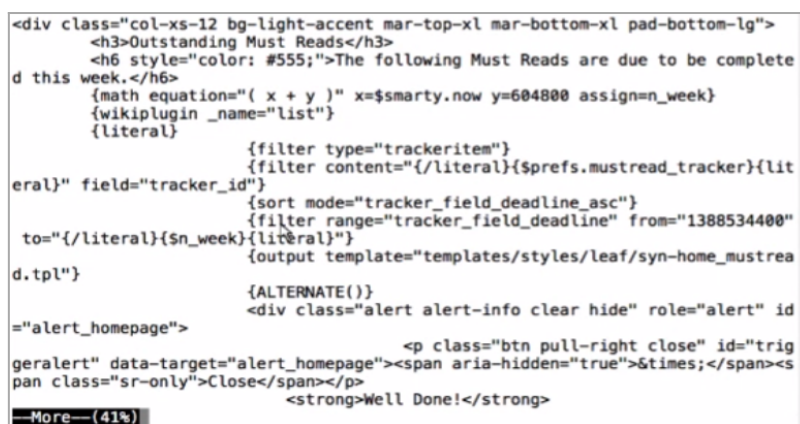 <div class="col-xs-12 bg-light-accent mar-top-xl mar-bottom-xl pad-bottom-lg">
<h3>Outstanding Must Reads</h3>
<h6 style="color: #555;">The following Must Reads are due to be complete
d this week.</h6>
{math equation="( x + y )" x=$smarty.now y=604800 assign=n_week}
{wikiplugin _name="list"}
{literal}
{filter type="trackeritem"}
{filter content="{/literal}{$prefs.mustread_tracker}{lit
eral}" field="tracker_id"}
{sort mode="tracker_field_deadline_asc"}
{filter range="tracker_field_deadline" from="1388534400"
to="{/literal}{$n_week}{literal}"}
{output template="templates/styles/leaf/syn-home_mustrea
d.tpl"}
{ALTERNATE()}
<div class="alert alert-info clear hide" role="alert" id
="alert_homepage">
<p class="btn pull-right close" id="trig
geralert" data-target="alert_homepage"><span aria-hidden="true">&times;</span><s
pan class="sr-only">Close</span></p>
<strong>Well Done!</strong>
--More--(41%)